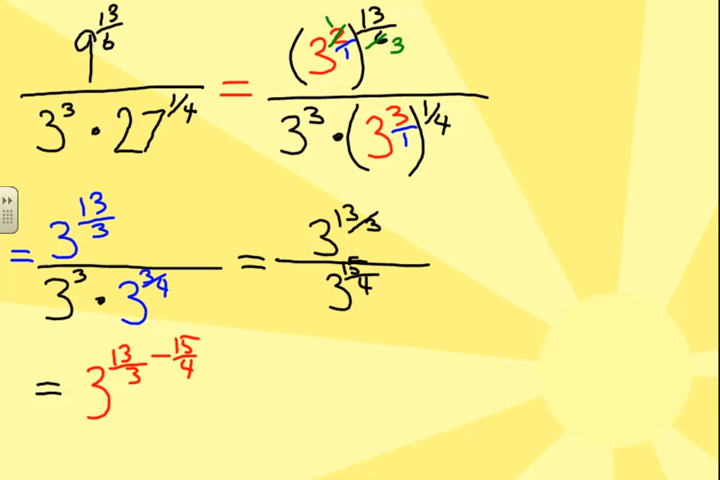 9^(13/6) / (3^3 · 27^(1/4)) = (3^(2/1))^(13/6) 1 3 / (3^3 · (3^(3/1))^(1/4))
= 3^(13/3) / (3^3 · 3^(3/4)) = 3^(13/3) / 3^(15/4)
= 3^(13/3 − 15/4)